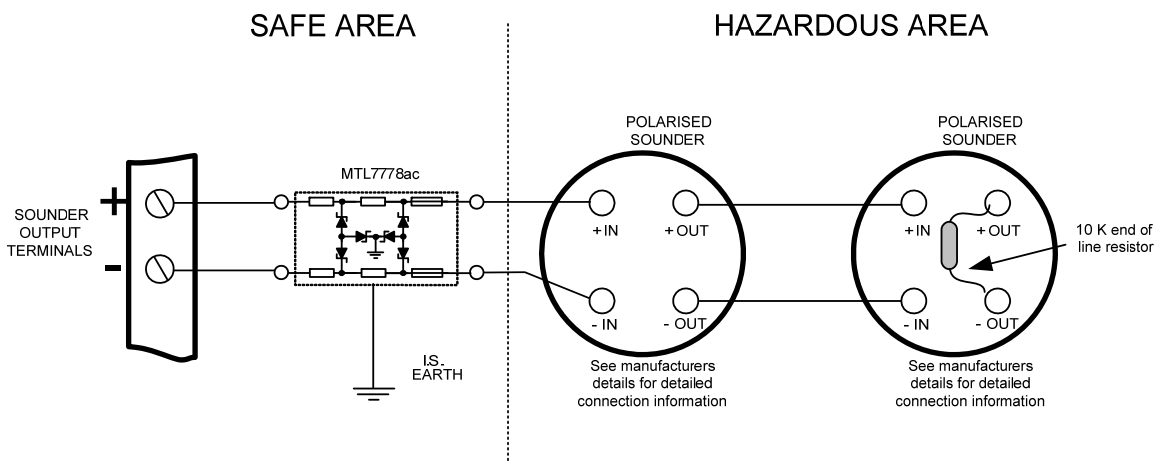 SAFE AREA
HAZARDOUS AREA
POLARISED
SOUNDER
POLARISED
SOUNDER
MTL7778ac
+
-
SOUNDER
OUTPUT
TERMINALS
+ IN
+ OUT
+ IN
+ OUT
10 K end of
line resistor
- IN
- OUT
- IN
- OUT
I.S.
EARTH
See manufacturers
details for detailed
connection information
See manufacturers
details for detailed
connection information